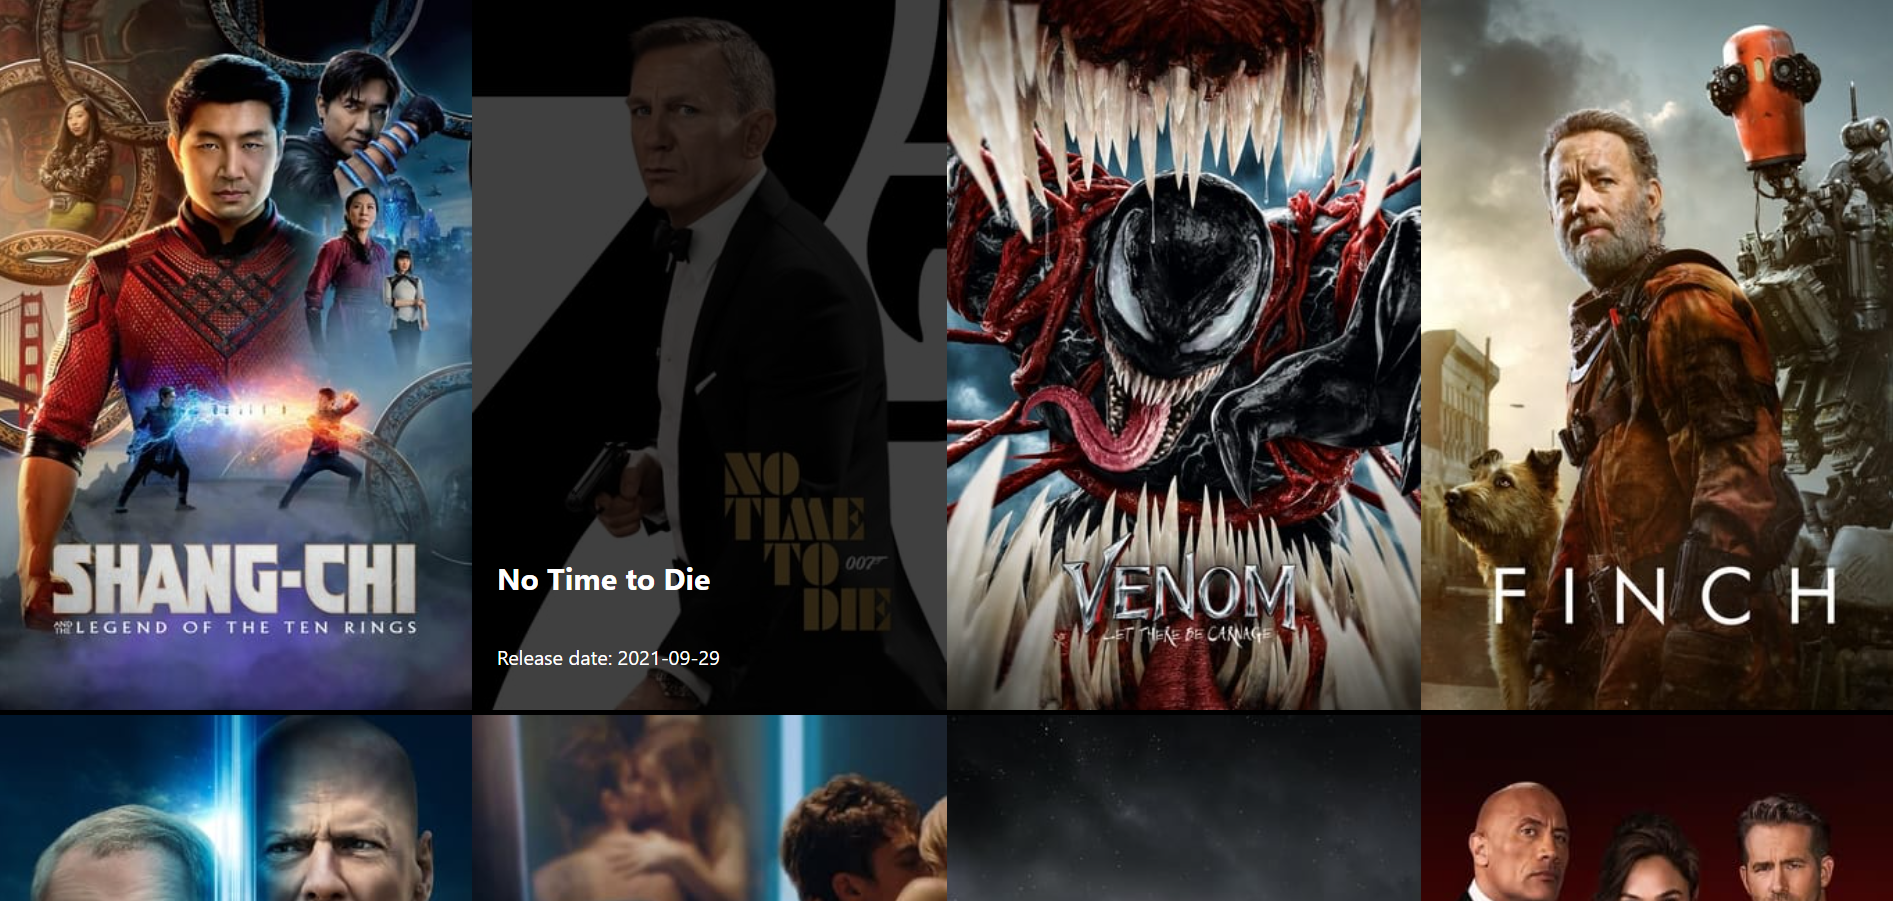 SHANG-CHI
AND THE LEGEND OF THE TEN RINGS
NO
TIME
TO 007
DIE
No Time to Die
Release date: 2021-09-29
VENOM
LET THERE BE CARNAGE
FINCH